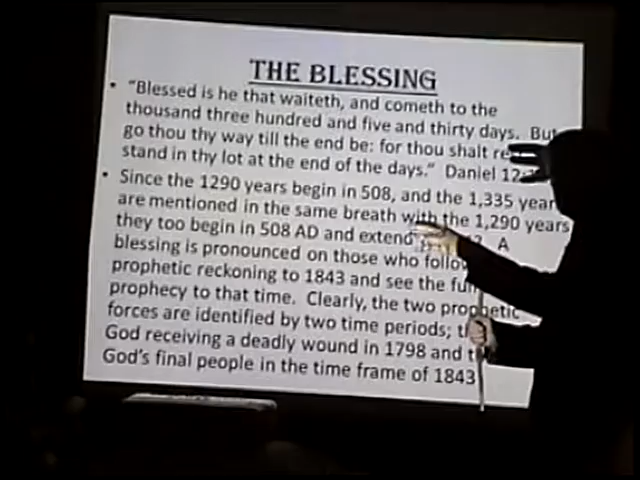 THE BLESSING
• "Blessed is he that waiteth, and cometh to the
thousand three hundred and five and thirty days. But
go thou thy way till the end be: for thou shalt
stand in thy lot at the end of the days." Daniel 12:
• Since the 1290 years begin in 508, and the 1,335 years
are mentioned in the same breath with the 1,290 years
they too begin in 508 AD and extend A
blessing is pronounced on those who follow
prophetic reckoning to 1843 and see the
prophecy to that time. Clearly, the two prophetic
forces are identified by two time periods;
God receiving a deadly wound in 1798 and
God's final people in the time frame of 1843